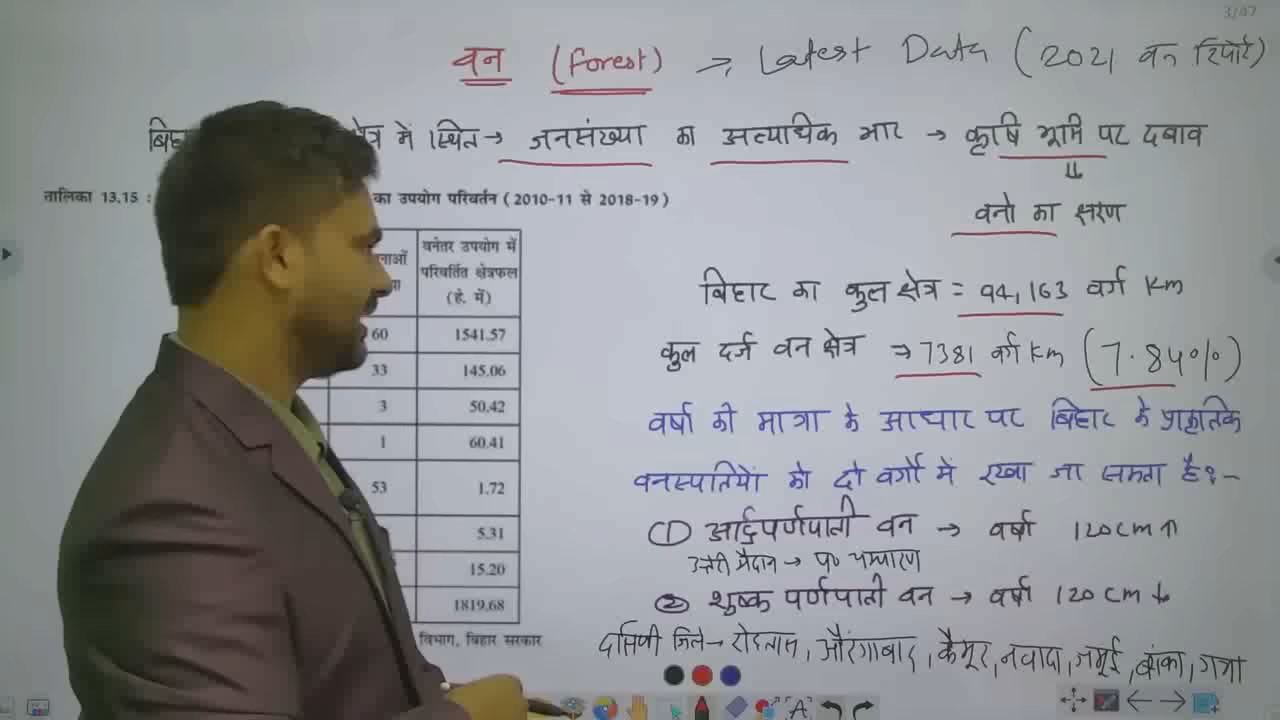 3/47
वन (forest) → Latest Data (2021 वन रिपोर्ट)
में स्थित → जनसंख्या का अत्याधिक भार → कृषि भूमि पर दबाव
⇓
वनो का क्षरण
तालिका 13.15 : का उपयोग परिवर्तन (2010-11 से 2018-19)
वनेतर उपयोग में
परिवर्तित क्षेत्रफल
(हे. में)
60 1541.57
33 145.06
3 50.42
1 60.41
53 1.72
5.31
15.20
1819.68
विभाग, बिहार सरकार
बिहार का कुल क्षेत्र = 94,163 वर्ग Km
कुल दर्ज वन क्षेत्र → 7381 वर्ग Km (7.84%)
वर्षा की मात्रा के आधार पर बिहार के प्राकृतिक
वनस्पतियों को दो वर्गों में रखा जा सकता है :-
(1) आर्द्रपर्णपाती वन → वर्षा 120cm ↑
उत्तरी मैदान → प० चम्पारण
(2) शुष्क पर्णपाती वन → वर्षा 120cm ↓
दक्षिणी जिले → रोहतास, औरंगाबाद, कैमूर, नवादा, जमुई, बांका, गया